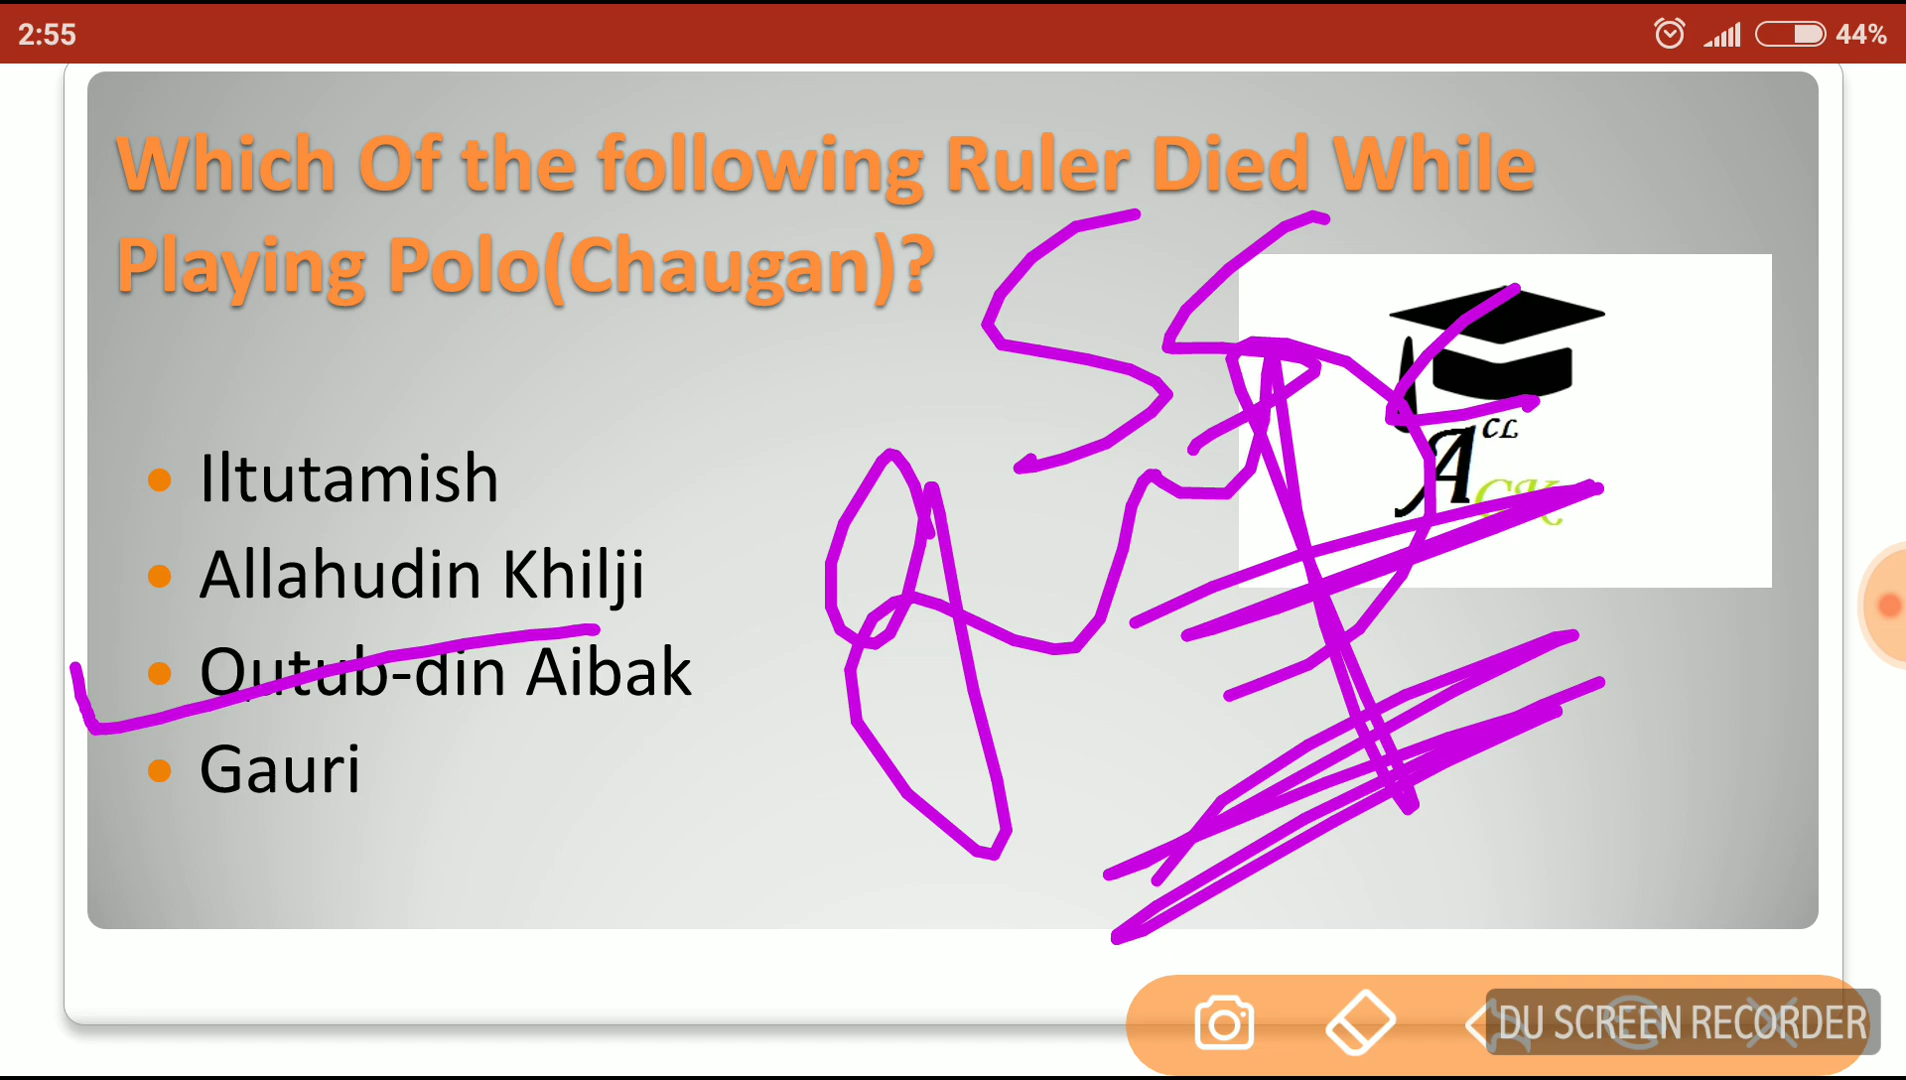 2:55
44%
Which Of the following Ruler Died While
Playing Polo(Chaugan)?
Iltutamish
Allahudin Khilji
Qutub-din Aibak
Gauri
CL
A
GK
DU SCREEN RECORDER